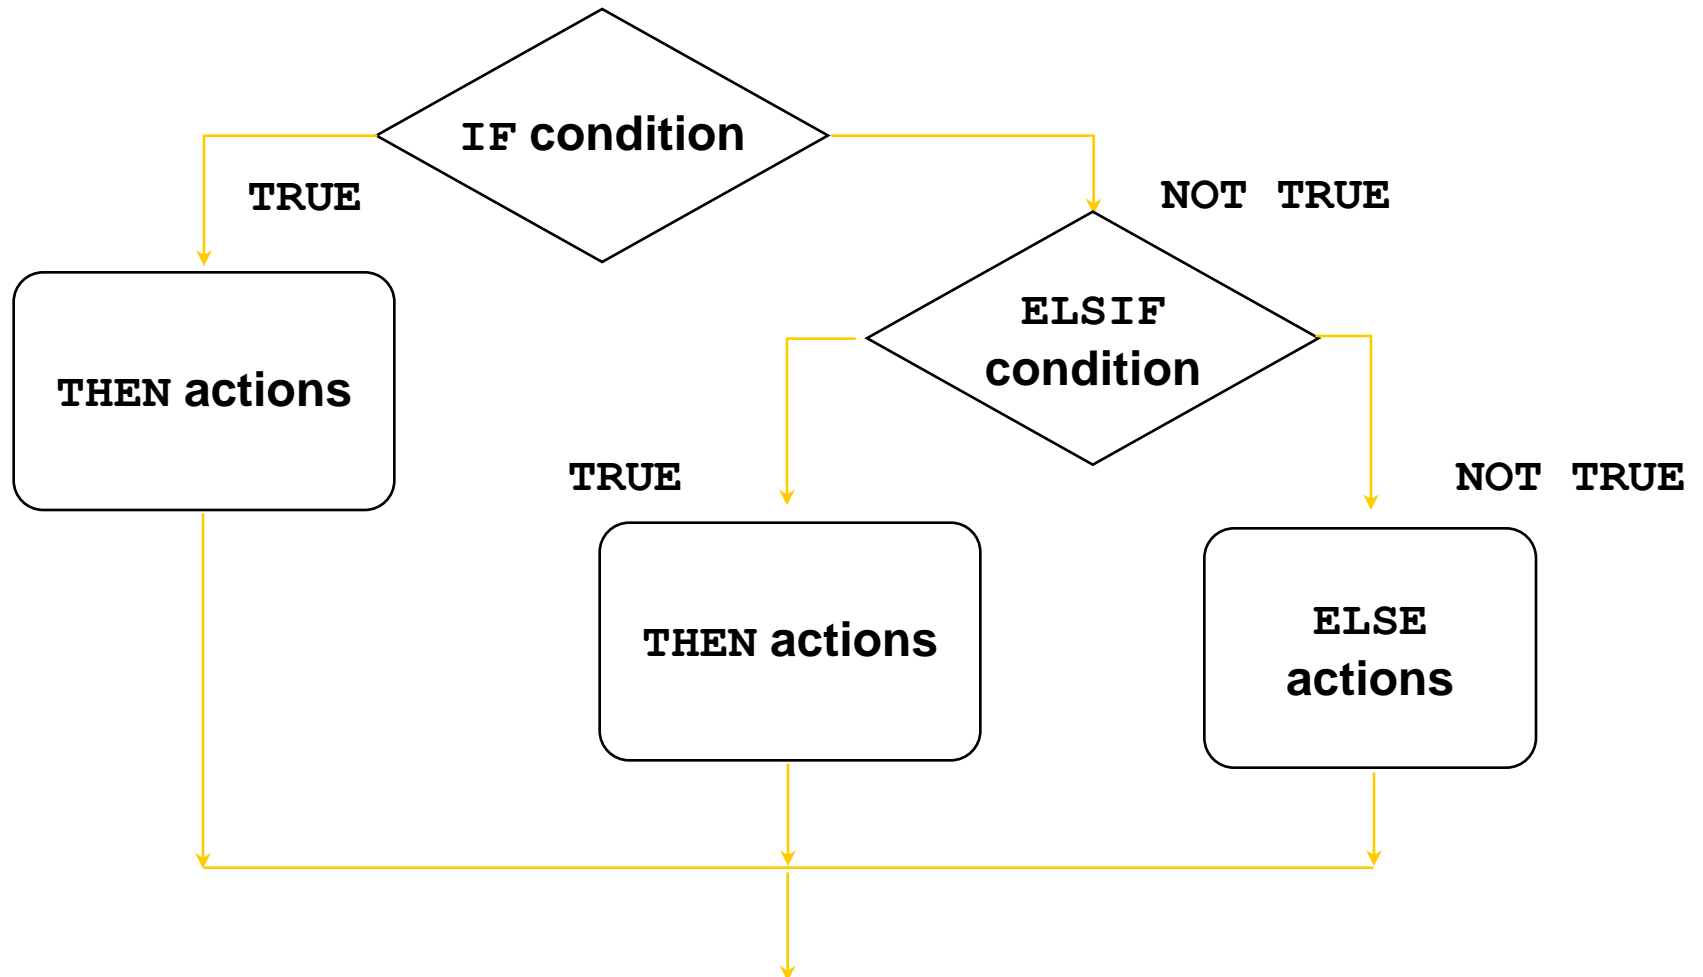 IF condition
TRUE
NOT TRUE
ELSIF
condition
THEN actions
TRUE
NOT TRUE
THEN actions
ELSE
actions